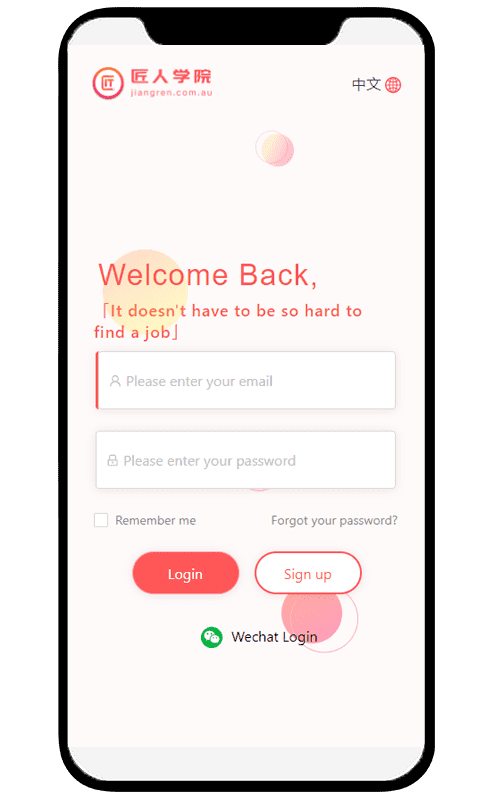 匠 匠人学院
jiangren.com.au
中文
Welcome Back,
「It doesn't have to be so hard to
find a job」
Please enter your email
Please enter your password
Remember me
Forgot your password?
Login
Sign up
Wechat Login